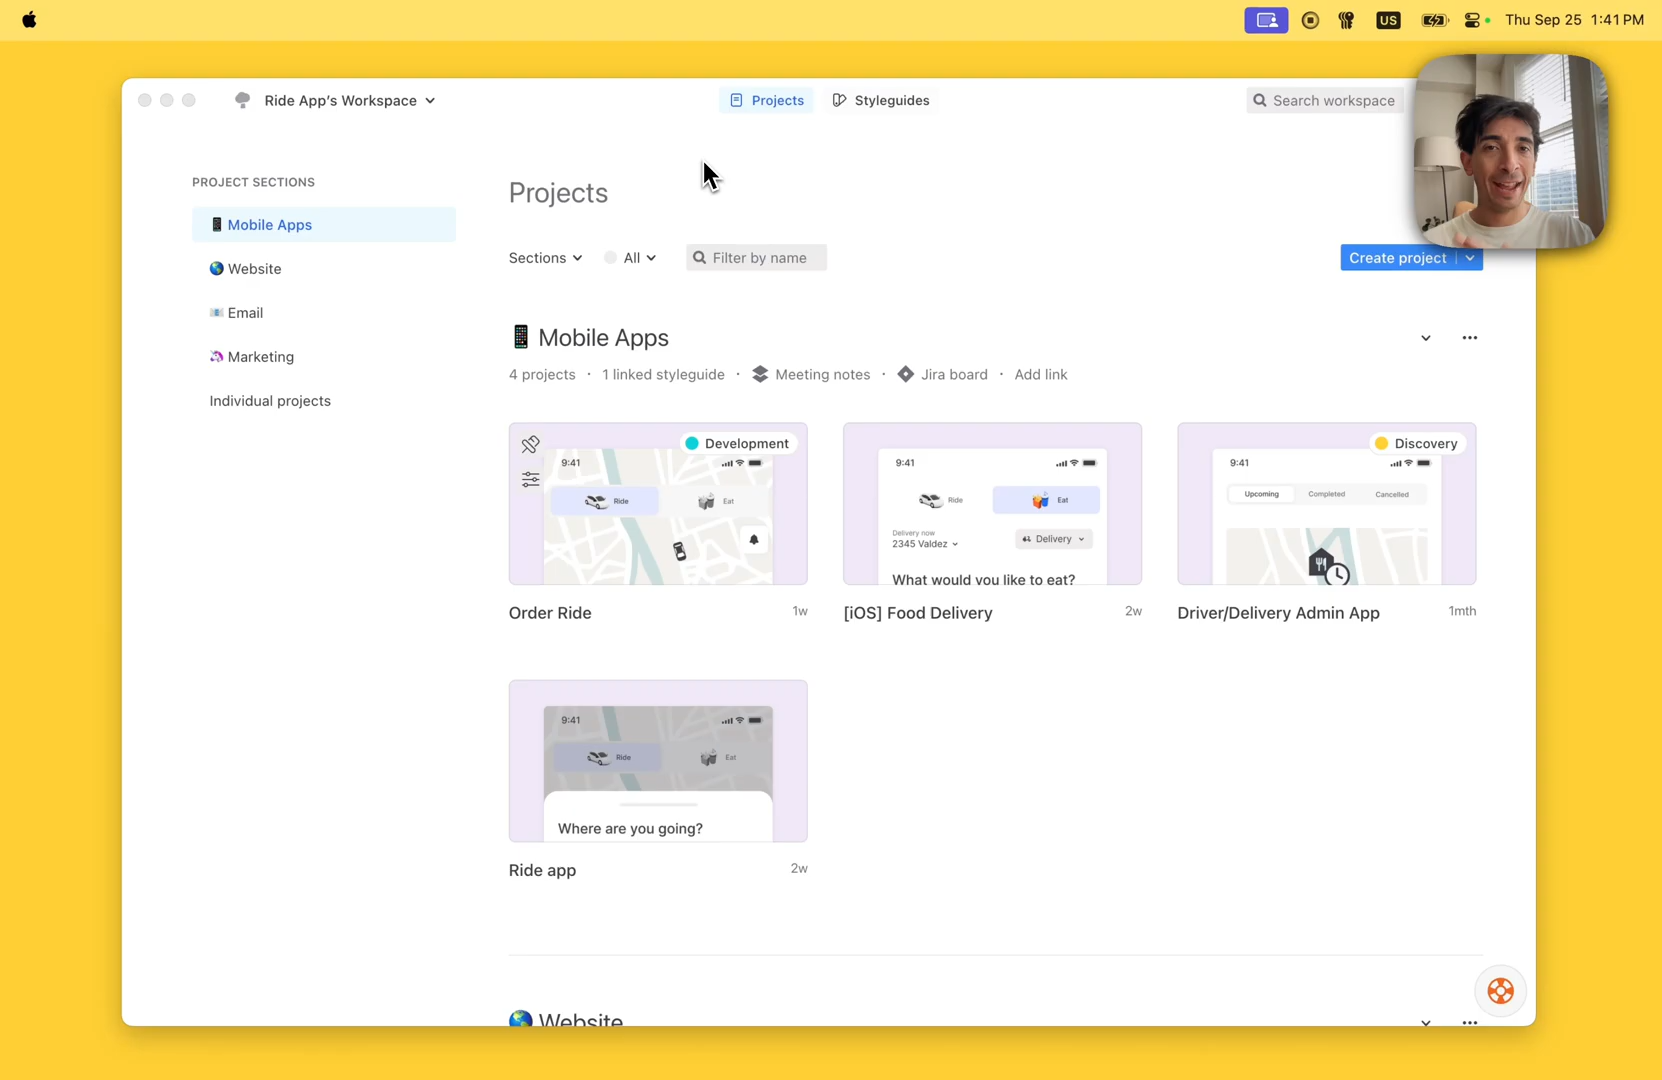 US
Thu Sep 25 1:41 PM
Ride App's Workspace
Projects
Styleguides
Search workspace
PROJECT SECTIONS
Mobile Apps
Website
Email
Marketing
Individual projects
Projects
Sections
All
Filter by name
Create project
Mobile Apps
4 projects · 1 linked styleguide · Meeting notes · Jira board · Add link
Development
9:41
Ride
Eat
Order Ride
1w
9:41
Ride
Eat
Delivery now
2345 Valdez
Delivery
What would you like to eat?
[iOS] Food Delivery
2w
Discovery
9:41
Upcoming
Completed
Cancelled
Driver/Delivery Admin App
1mth
9:41
Ride
Eat
Where are you going?
Ride app
2w
Website